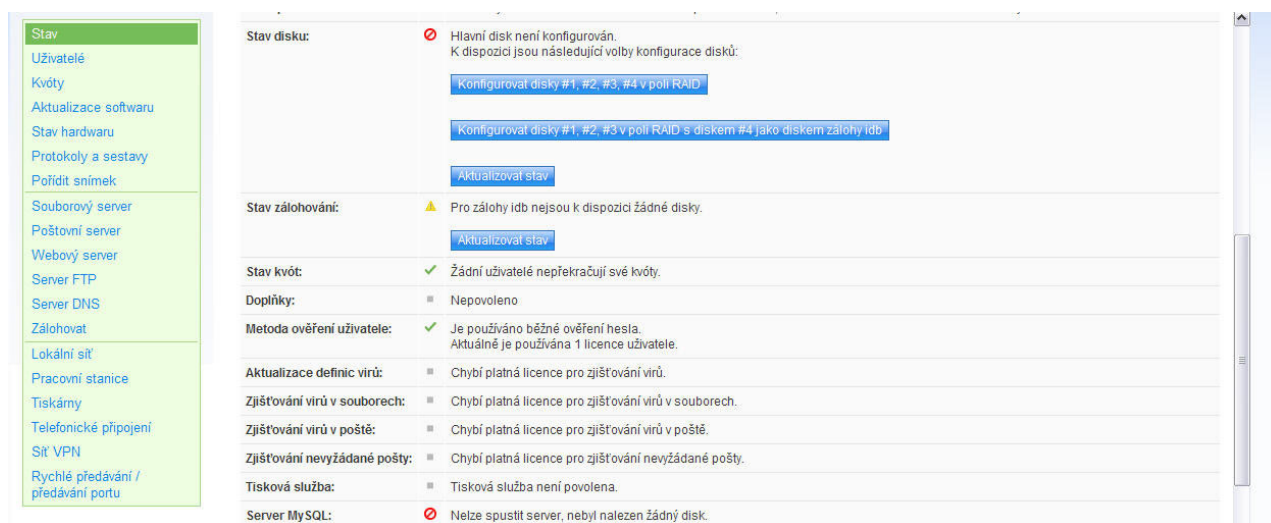 Stav
Uživatelé
Kvóty
Aktualizace softwaru
Stav hardwaru
Protokoly a sestavy
Pořídit snímek
Souborový server
Poštovní server
Webový server
Server FTP
Server DNS
Zálohovat
Lokální síť
Pracovní stanice
Tiskárny
Telefonické připojení
Síť VPN
Rychlé předávání /
předávání portu
Stav disku:
Hlavní disk není konfigurován.
K dispozici jsou následující volby konfigurace disků:
Konfigurovat disky #1, #2, #3, #4 v poli RAID
Konfigurovat disky #1, #2, #3 v poli RAID s diskem #4 jako diskem zálohy idb
Aktualizovat stav
Stav zálohování:
Pro zálohy idb nejsou k dispozici žádné disky.
Aktualizovat stav
Stav kvót:
Žádní uživatelé nepřekračují své kvóty.
Doplňky:
Nepovoleno
Metoda ověření uživatele:
Je používáno běžné ověření hesla.
Aktuálně je používána 1 licence uživatele.
Aktualizace definic virů:
Chybí platná licence pro zjišťování virů.
Zjišťování virů v souborech:
Chybí platná licence pro zjišťování virů v souborech.
Zjišťování virů v poště:
Chybí platná licence pro zjišťování virů v poště.
Zjišťování nevyžádané pošty:
Chybí platná licence pro zjišťování nevyžádané pošty.
Tisková služba:
Tisková služba není povolena.
Server MySQL:
Nelze spustit server, nebyl nalezen žádný disk.